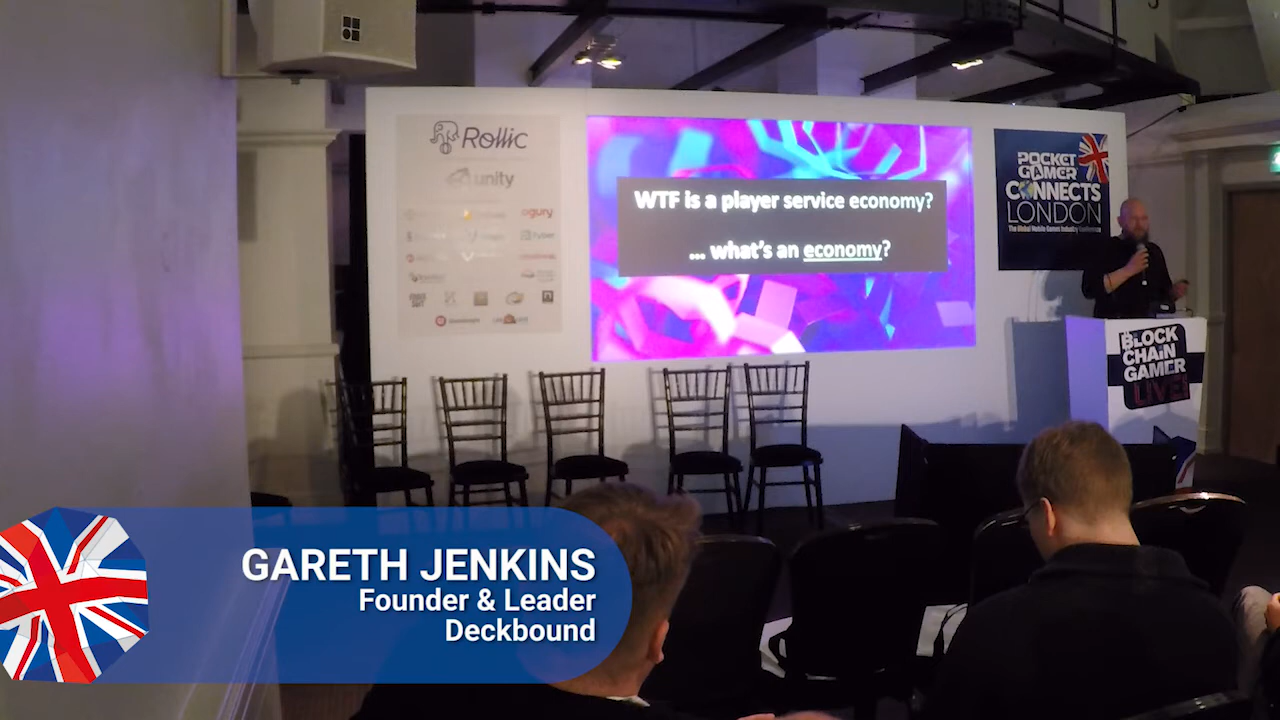 Rollic
unity
ogury
WTF is a player service economy?
... what's an economy?
POCKET
GAMER
CONNECTS
LONDON
The Global Mobile Games Industry Conference
BLOCK
CHAIN
GAMER
LIVE!
GARETH JENKINS
Founder & Leader
Deckbound